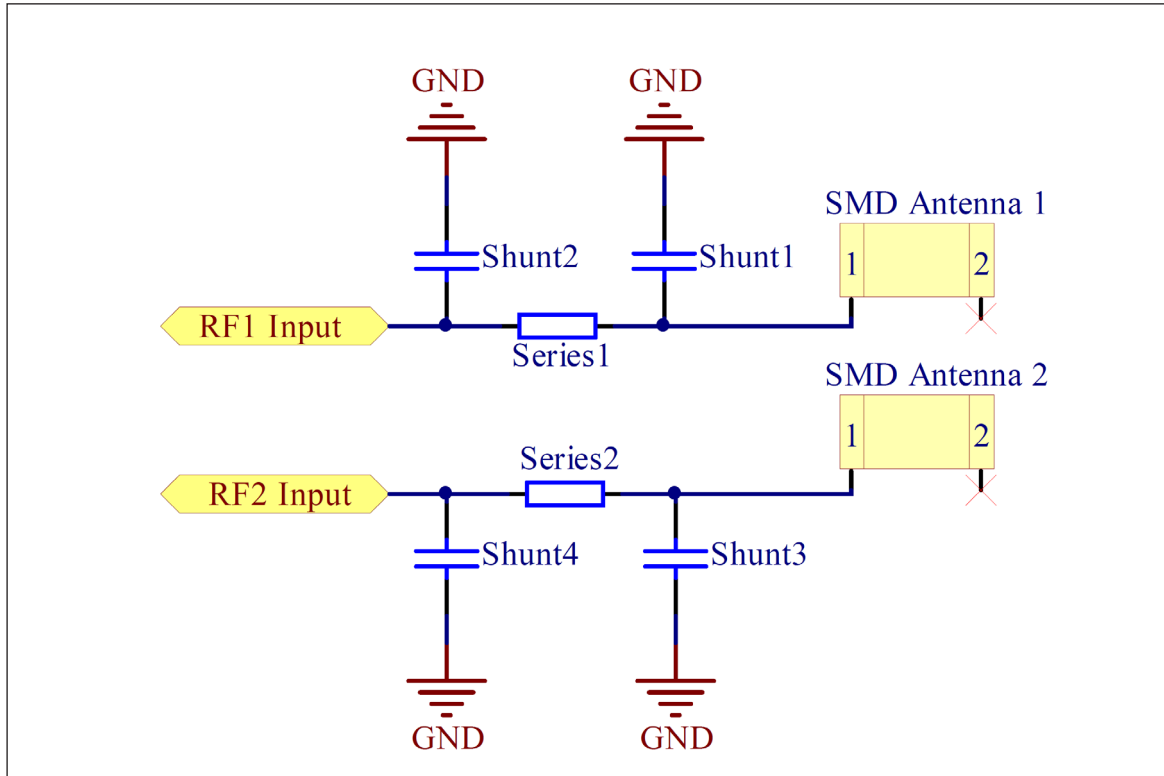 GND
GND
SMD Antenna 1
Shunt2
Shunt1
1
2
RF1 Input
Series1
SMD Antenna 2
1
2
Series2
RF2 Input
Shunt4
Shunt3
GND
GND